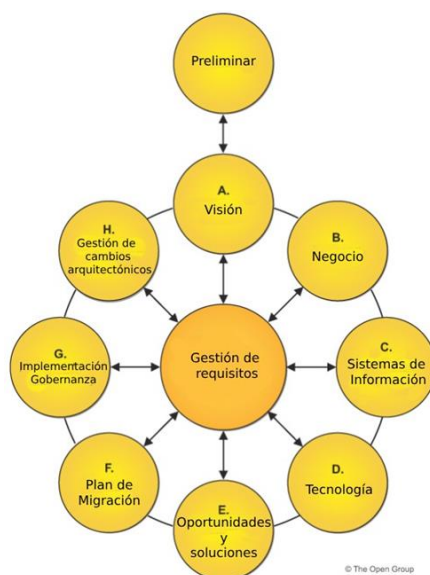 Preliminar
A.
Visión
B.
Negocio
C.
Sistemas de
Información
D.
Tecnología
E.
Oportunidades
y
soluciones
F.
Plan de
Migración
G.
Implementación
Gobernanza
H.
Gestión de
cambios
arquitectónicos
Gestión de
requisitos
© The Open Group